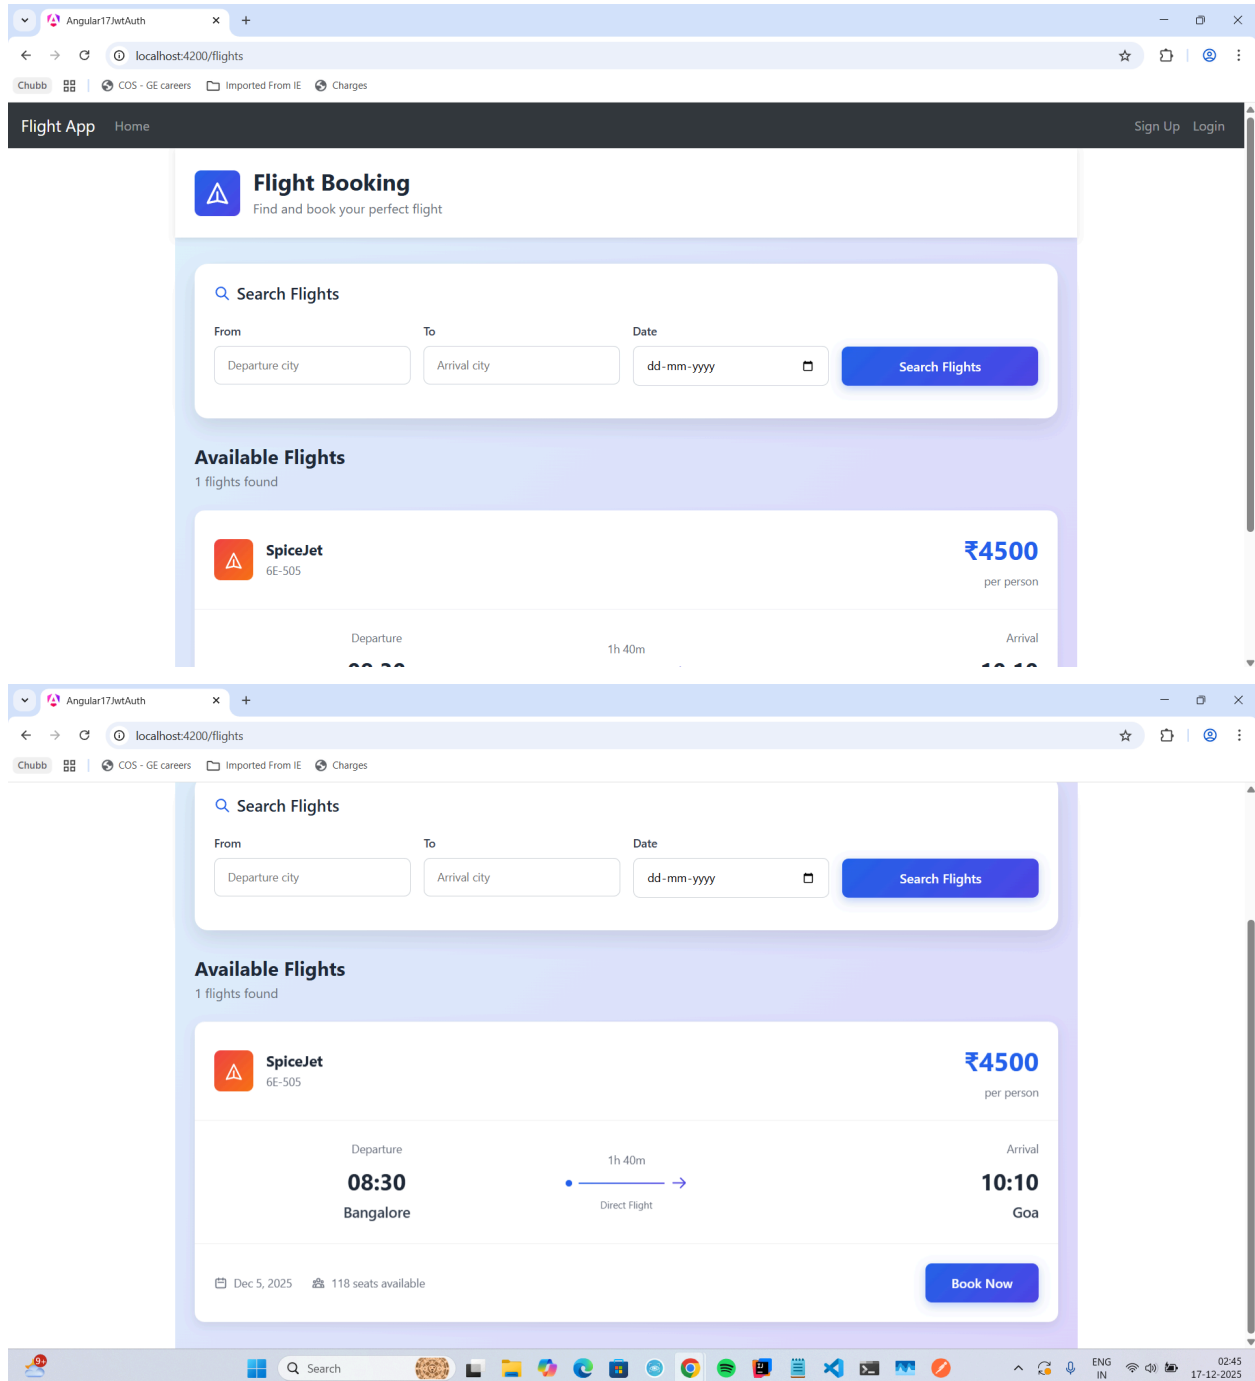 Angular17JwtAuth
localhost:4200/flights
Chubb COS - GE careers Imported From IE Charges
Flight App Home Sign Up Login
Flight Booking
Find and book your perfect flight
Search Flights
From To Date
Departure city Arrival city dd-mm-yyyy Search Flights
Available Flights
1 flights found
SpiceJet ₹4500
6E-505 per person
Departure 1h 40m Arrival
08:30 10:10
Angular17JwtAuth
localhost:4200/flights
Chubb COS - GE careers Imported From IE Charges
Search Flights
From To Date
Departure city Arrival city dd-mm-yyyy Search Flights
Available Flights
1 flights found
SpiceJet ₹4500
6E-505 per person
Departure 1h 40m Arrival
08:30 10:10
Bangalore Direct Flight Goa
Dec 5, 2025 118 seats available Book Now
9+ Search ENG 02:45
IN 17-12-2025